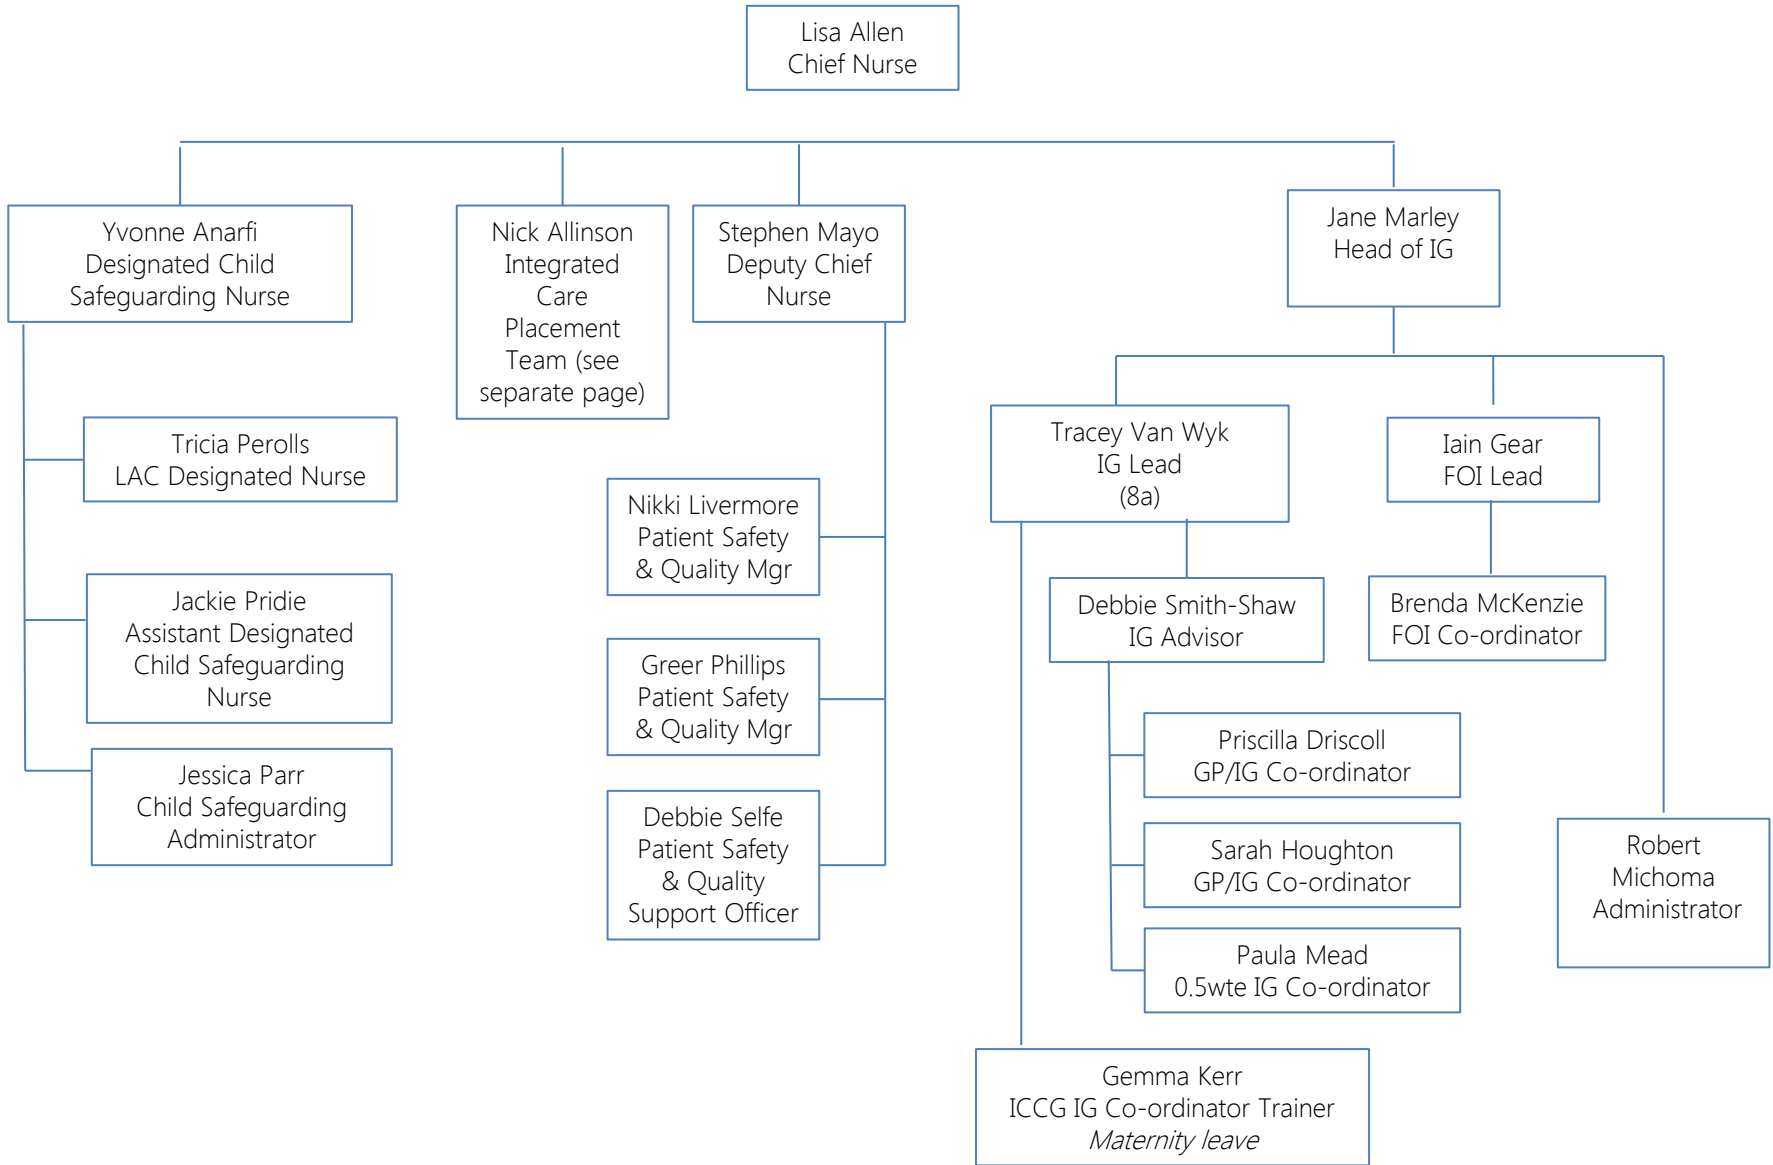 Lisa Allen
Chief Nurse
Yvonne Anarfi
Designated Child
Safeguarding Nurse
Nick Allinson
Integrated
Care
Placement
Team (see
separate page)
Stephen Mayo
Deputy Chief
Nurse
Jane Marley
Head of IG
Tricia Perolls
LAC Designated Nurse
Jackie Pridie
Assistant Designated
Child Safeguarding
Nurse
Jessica Parr
Child Safeguarding
Administrator
Nikki Livermore
Patient Safety
& Quality Mgr
Greer Phillips
Patient Safety
& Quality Mgr
Debbie Selfe
Patient Safety
& Quality
Support Officer
Tracey Van Wyk
IG Lead
(8a)
Iain Gear
FOI Lead
Debbie Smith-Shaw
IG Advisor
Brenda McKenzie
FOI Co-ordinator
Priscilla Driscoll
GP/IG Co-ordinator
Sarah Houghton
GP/IG Co-ordinator
Paula Mead
0.5wte IG Co-ordinator
Robert
Michoma
Administrator
Gemma Kerr
ICCG IG Co-ordinator Trainer
Maternity leave